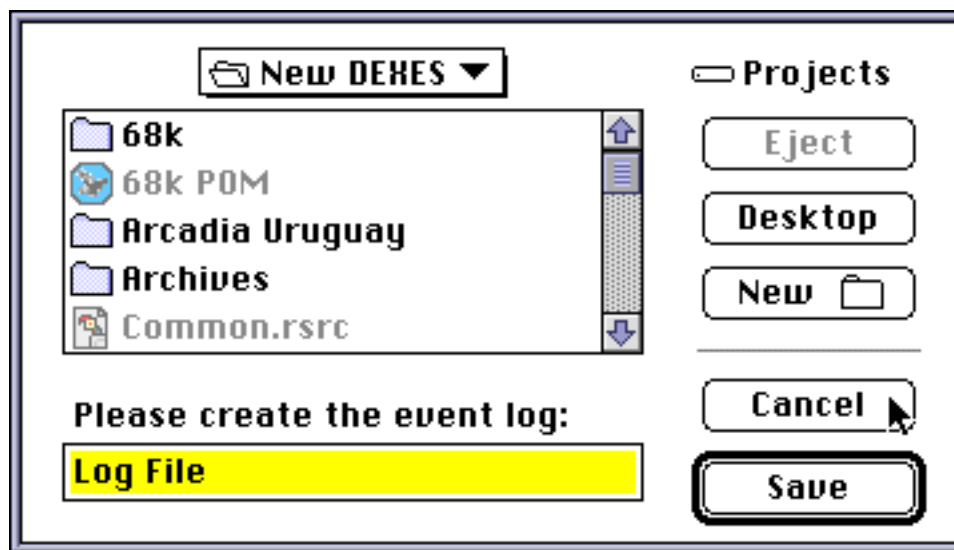 New DEXES
Projects
68k
68k POM
Arcadia Uruguay
Archives
Common.rsrc
Eject
Desktop
New
Please create the event log:
Log File
Cancel
Save